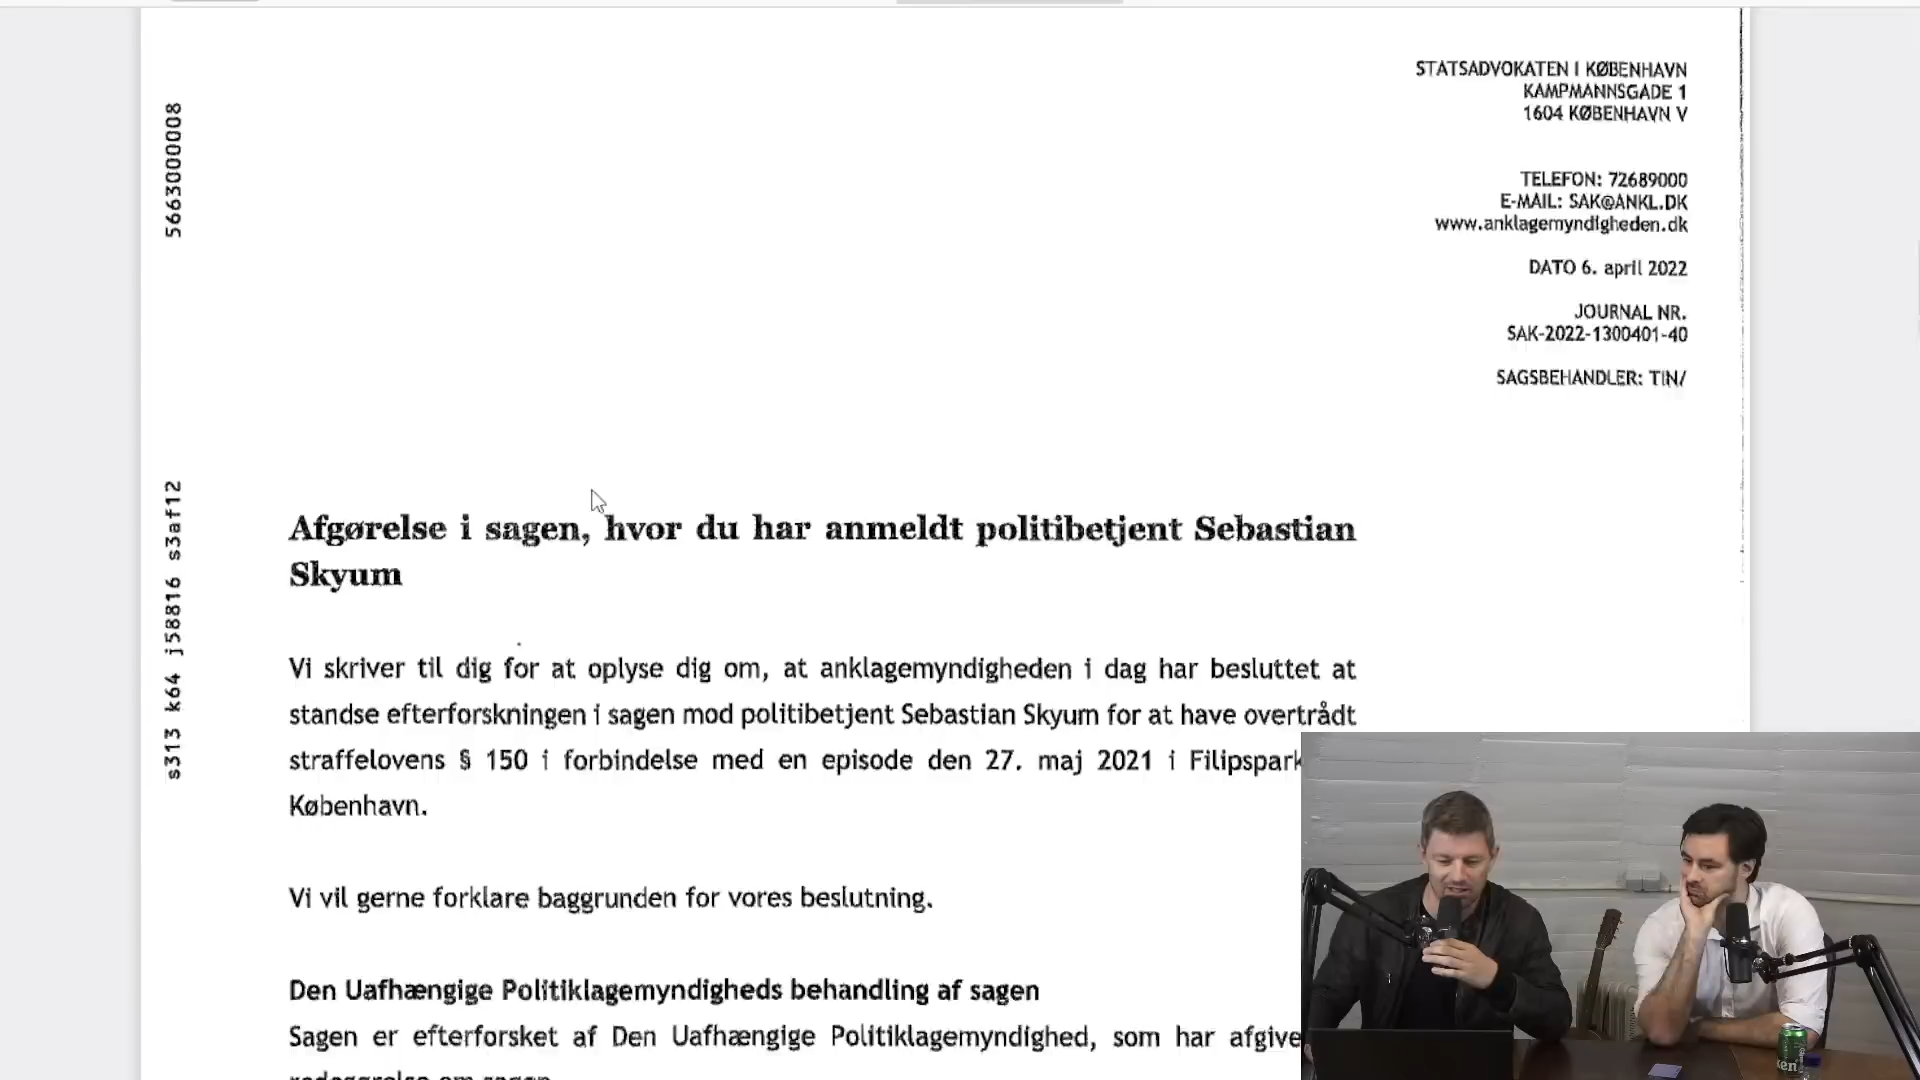 STATSADVOKATEN I KØBENHAVN
KAMPMANNSGADE 1
1604 KØBENHAVN V
TELEFON: 72689000
E-MAIL: SAK@ANKL.DK
www.anklagemyndigheden.dk
DATO 6. april 2022
JOURNAL NR.
SAK-2022-1300401-40
SAGSBEHANDLER: TIN/
5663000008
s313 k64 j58816 s3af12
Afgørelse i sagen, hvor du har anmeldt politibetjent Sebastian
Skyum
Vi skriver til dig for at oplyse dig om, at anklagemyndigheden i dag har besluttet at
standse efterforskningen i sagen mod politibetjent Sebastian Skyum for at have overtrådt
straffelovens § 150 i forbindelse med en episode den 27. maj 2021 i
København.
Vi vil gerne forklare baggrunden for vores beslutning.
Den Uafhængige Politiklagemyndigheds behandling af sagen
Sagen er efterforsket af Den Uafhængige Politiklagemyndighed, som har